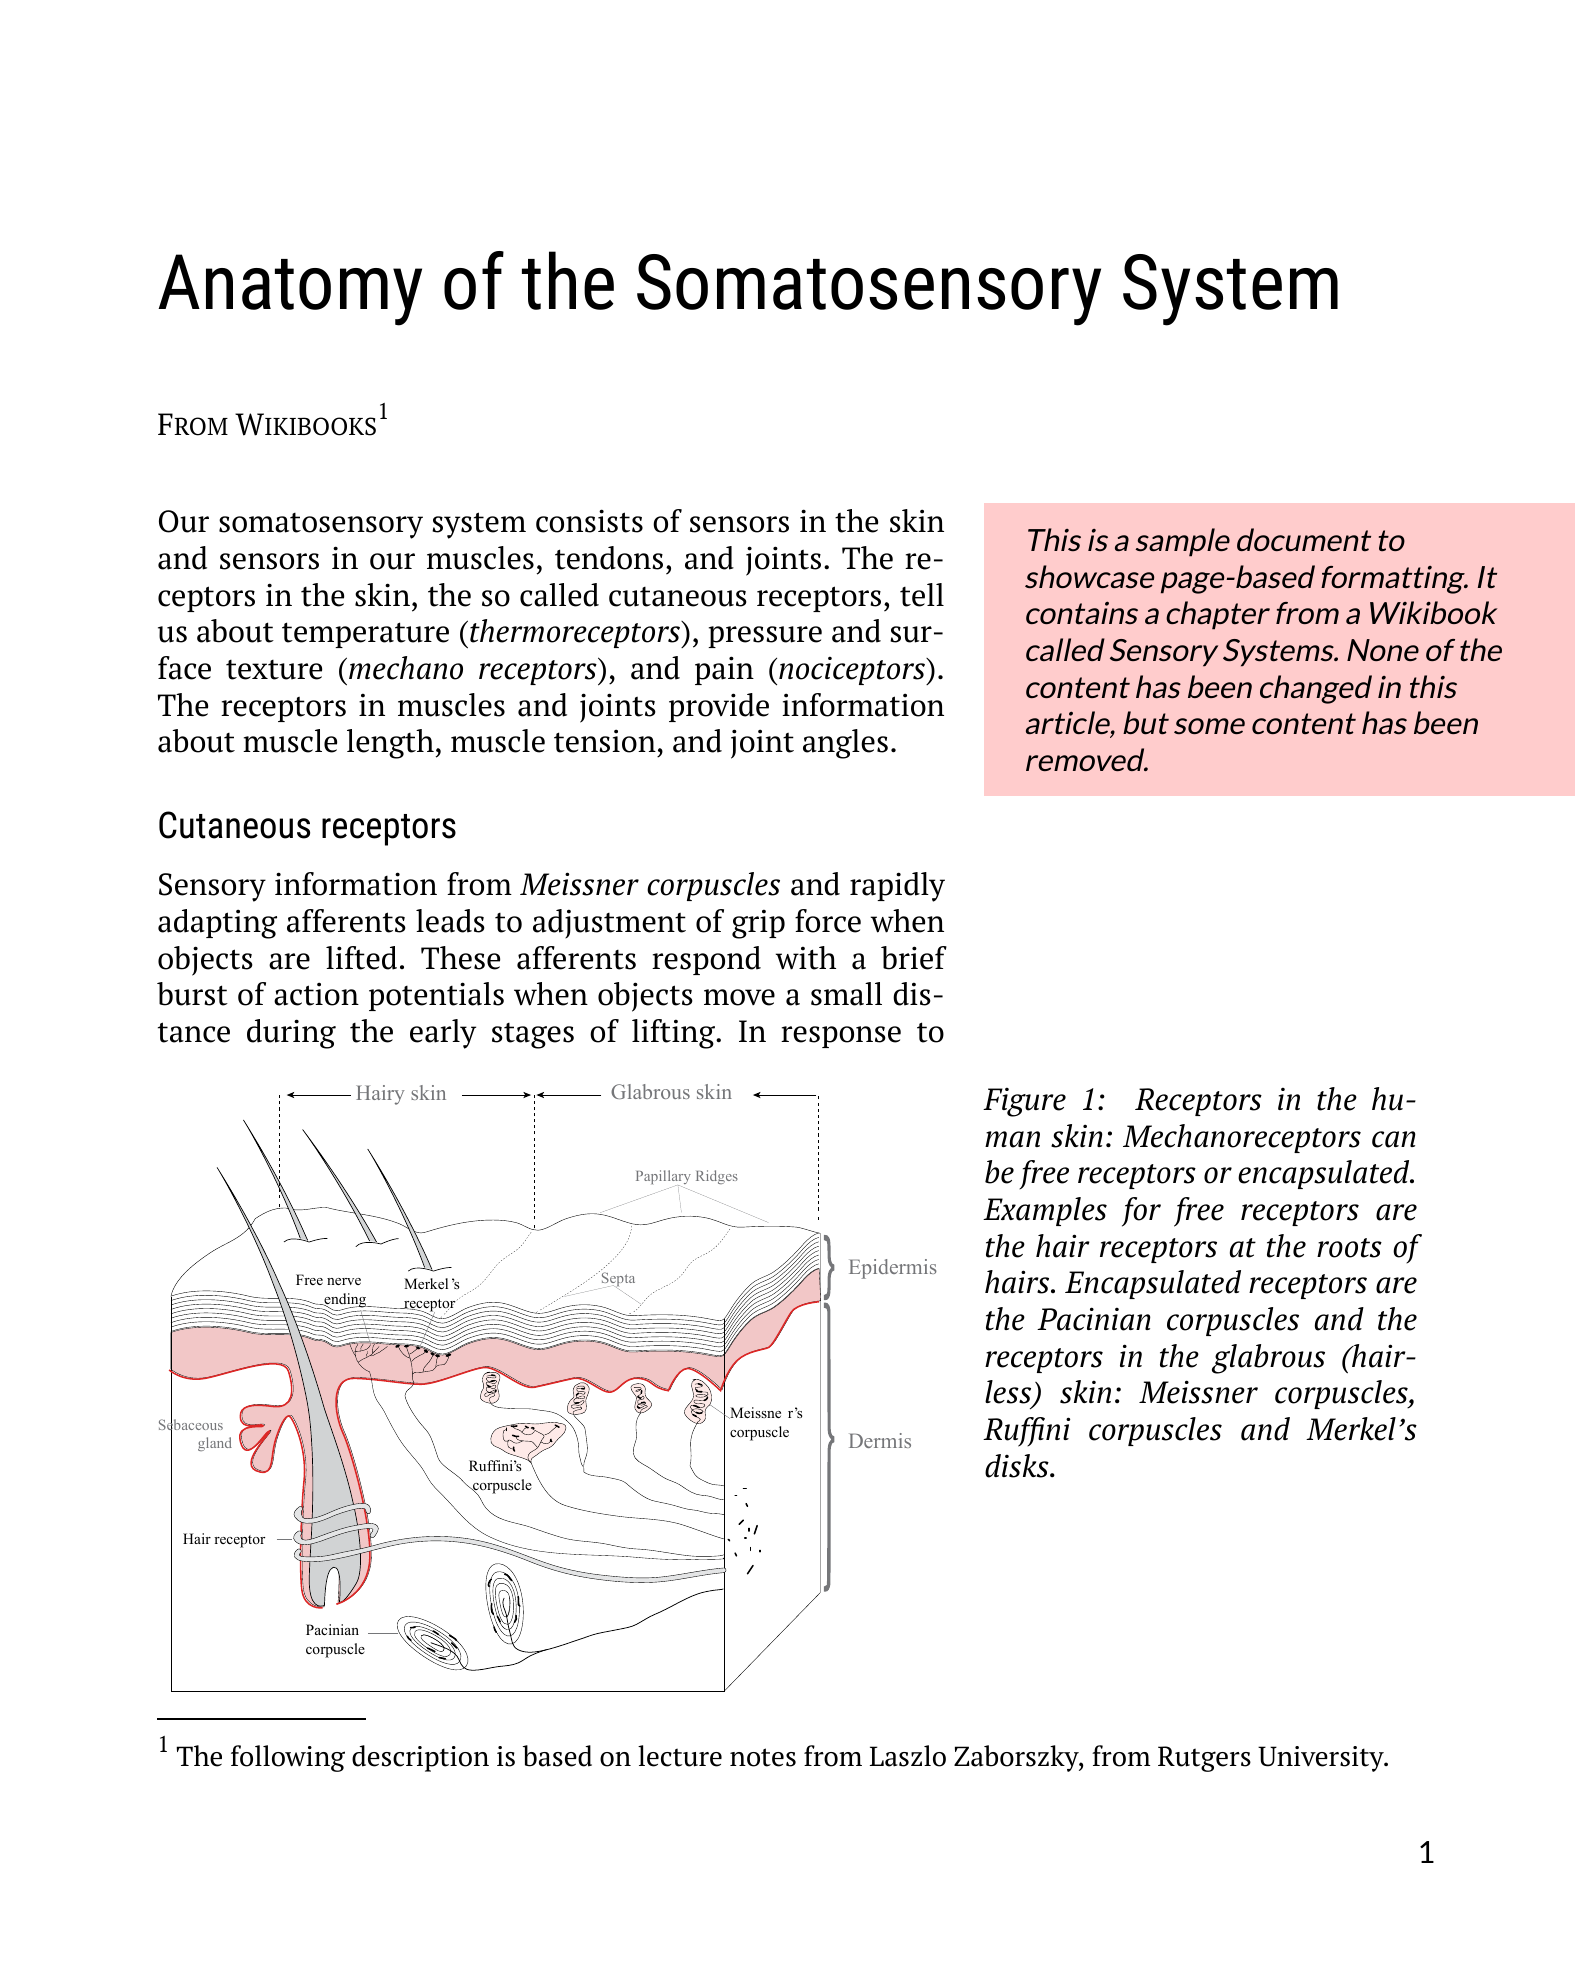 Anatomy of the Somatosensory System
From Wikibooks1
Our somatosensory system consists of sensors in the skin
and sensors in our muscles, tendons, and joints. The re-
ceptors in the skin, the so called cutaneous receptors, tell
us about temperature (thermoreceptors), pressure and sur-
face texture (mechano receptors), and pain (nociceptors).
The receptors in muscles and joints provide information
about muscle length, muscle tension, and joint angles.
This is a sample document to
showcase page-based formatting. It
contains a chapter from a Wikibook
called Sensory Systems. None of the
content has been changed in this
article, but some content has been
removed.
Cutaneous receptors
Sensory information from Meissner corpuscles and rapidly
adapting afferents leads to adjustment of grip force when
objects are lifted. These afferents respond with a brief
burst of action potentials when objects move a small dis-
tance during the early stages of lifting. In response to
Hairy skin
Glabrous skin
Papillary Ridges
Epidermis
Free nerve
ending
Merkel's
receptor
Septa
Sebaceous
gland
Meissne r's
corpuscle
Dermis
Ruffini's
corpuscle
Hair receptor
Pacinian
corpuscle
Figure 1: Receptors in the hu-
man skin: Mechanoreceptors can
be free receptors or encapsulated.
Examples for free receptors are
the hair receptors at the roots of
hairs. Encapsulated receptors are
the Pacinian corpuscles and the
receptors in the glabrous (hair-
less) skin: Meissner corpuscles,
Ruffini corpuscles and Merkel's
disks.
1 The following description is based on lecture notes from Laszlo Zaborszky, from Rutgers University.
1